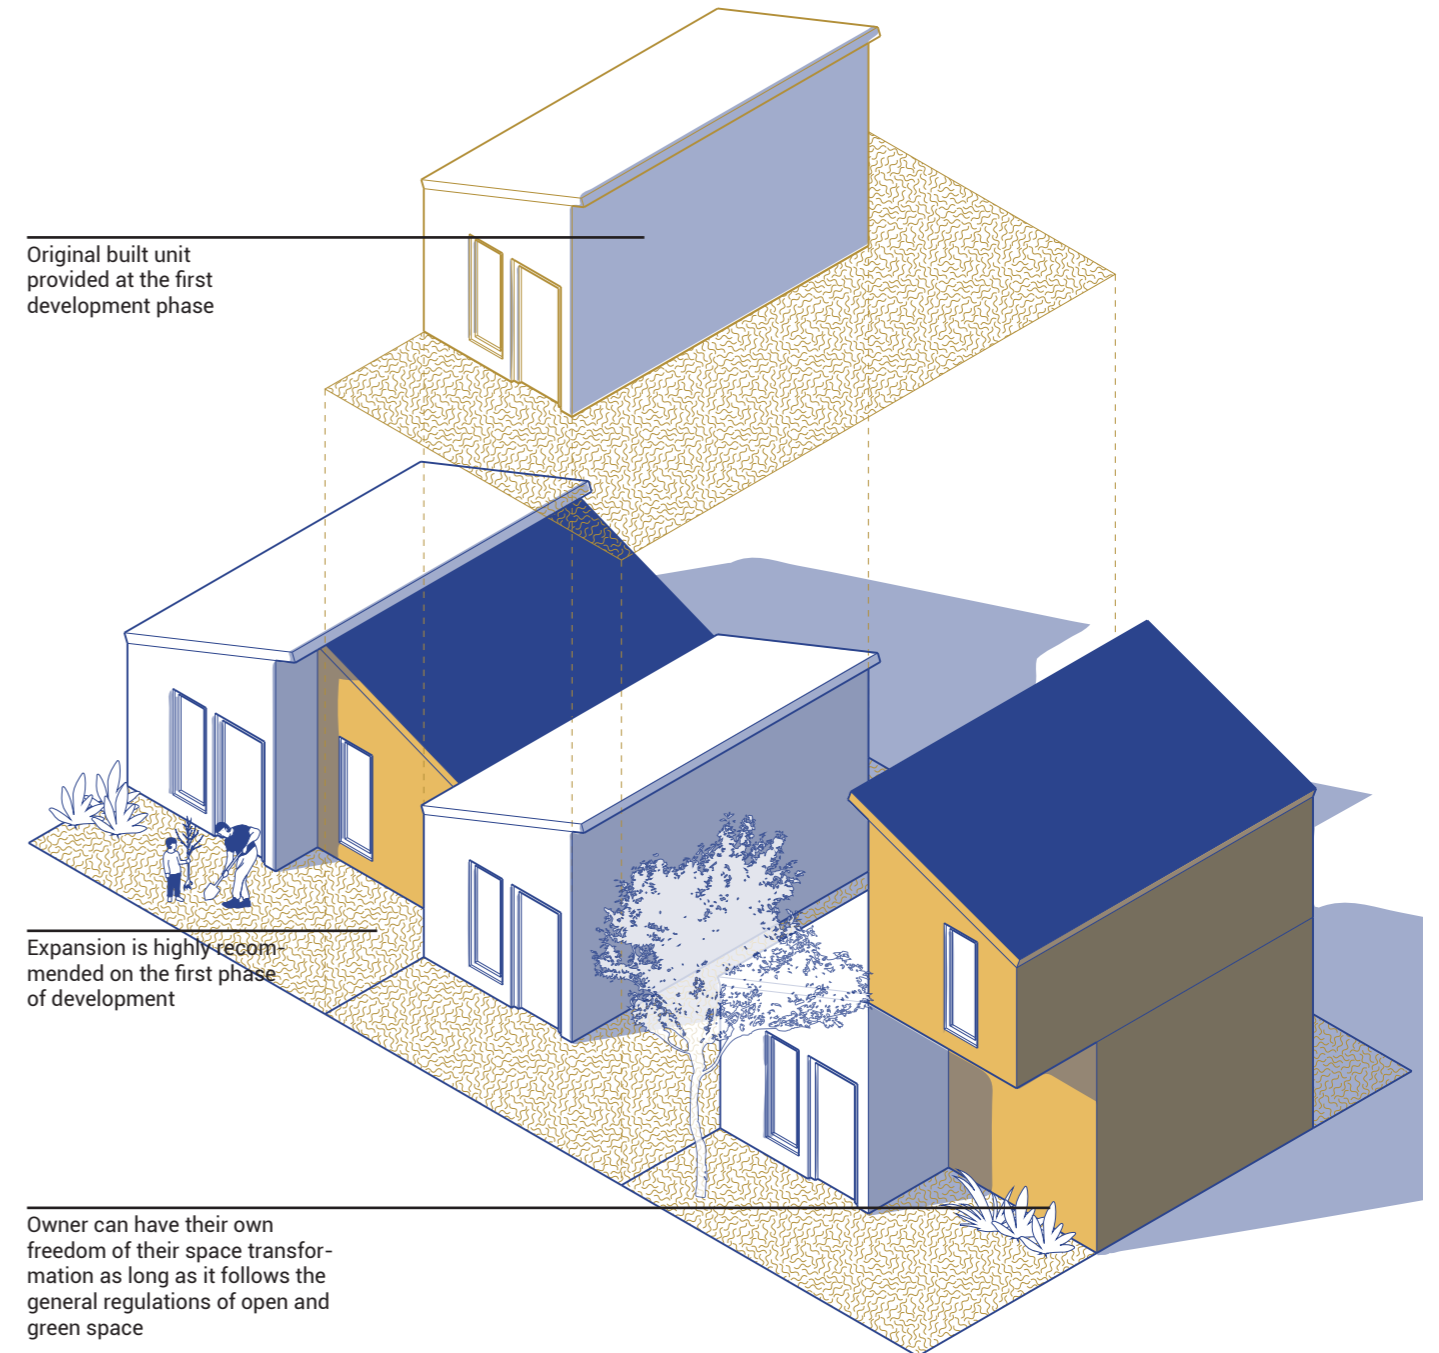 Original built unit
provided at the first
development phase
Expansion is highly recom-
mended on the first phase
of development
Owner can have their own
freedom of their space transfor-
mation as long as it follows the
general regulations of open and
green space